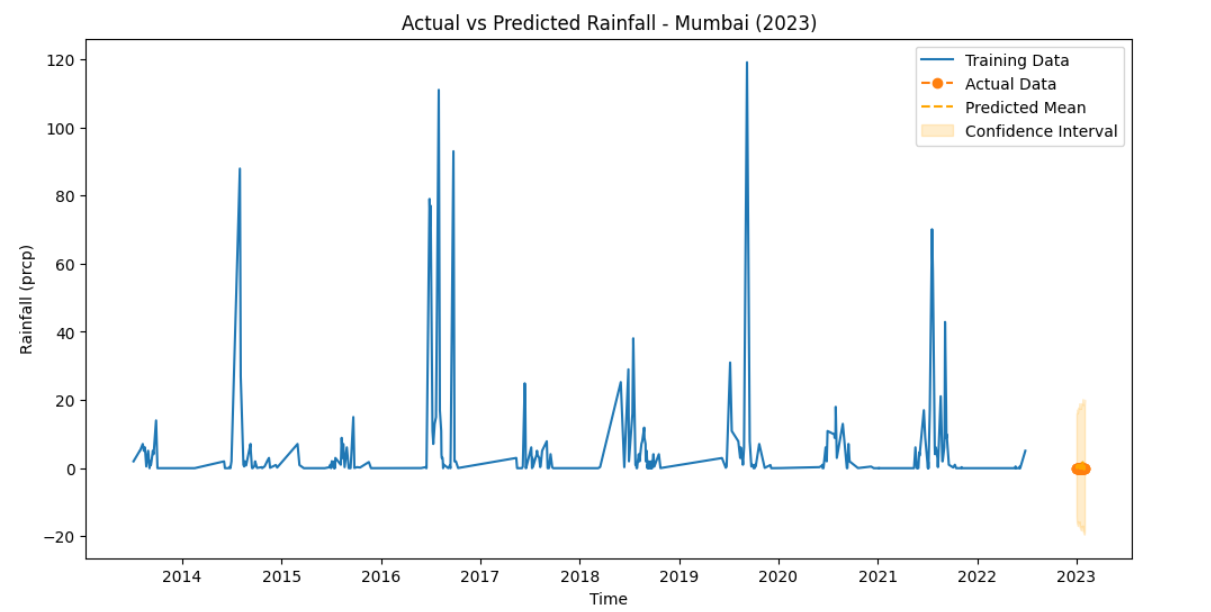 Actual vs Predicted Rainfall - Mumbai (2023)
Training Data
Actual Data
Predicted Mean
Confidence Interval
Rainfall (prcp)
120
100
80
60
40
20
0
−20
2014 2015 2016 2017 2018 2019 2020 2021 2022 2023
Time